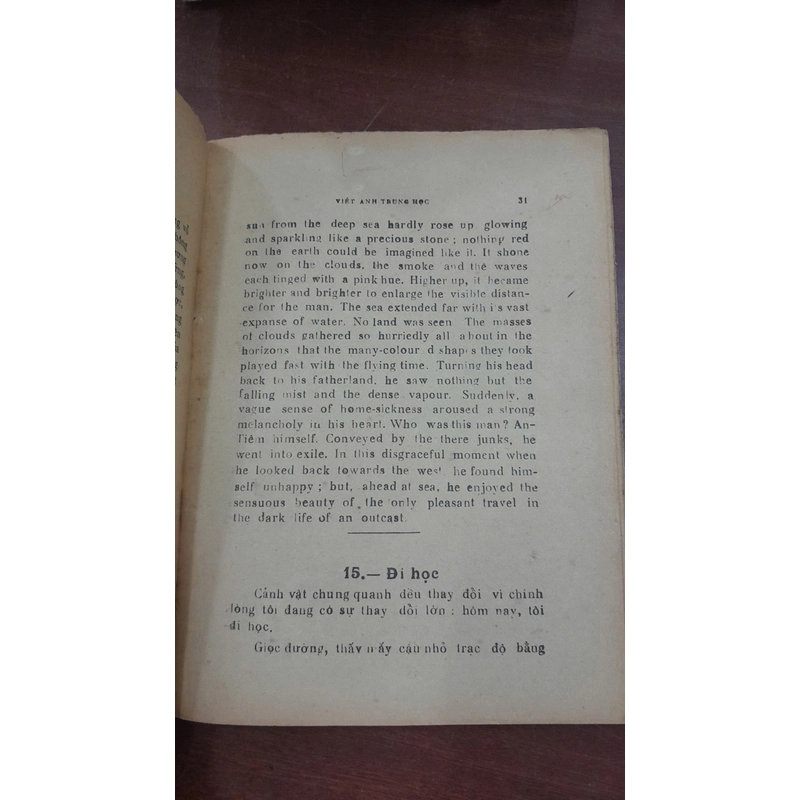 VIỆT ANH TRUNG HỌC 31
sun from the deep sea hardly rose up glowing
and sparkling like a precious stone ; nothing red
on the earth could be imagined like it. It shone
now on the clouds, the smoke and the waves
each tinged with a pink hue. Higher up, it became
brighter and brighter to enlarge the visible distan-
ce for the man. The sea extended far with i's vast
expanse of water. No land was seen The masses
of clouds gathered so hurriedly all about in the
horizons that the many-colour d shapes they took
played fast with the flying time. Turning his head
back to his fatherland, he saw nothing but the
falling mist and the dense vapour. Suddenly, a
vague sense of home-sickness aroused a strong
melancholy in his heart. Who was this man? An-
Tiêm himself. Conveyed by the there junks, he
went into exile. In this disgraceful moment when
he looked back towards the west, he found him-
self unhappy ; but, ahead at sea, he enjoyed the
sensuous beauty of the only pleasant travel in
the dark life of an outcast.
15.— Đi học
Cảnh vật chung quanh đều thay đổi vì chính
lòng tôi đang có sự thay đổi lớn : hôm nay, tôi
đi học.
Giọc đường, thấy mấy cậu nhỏ trạc độ bằng